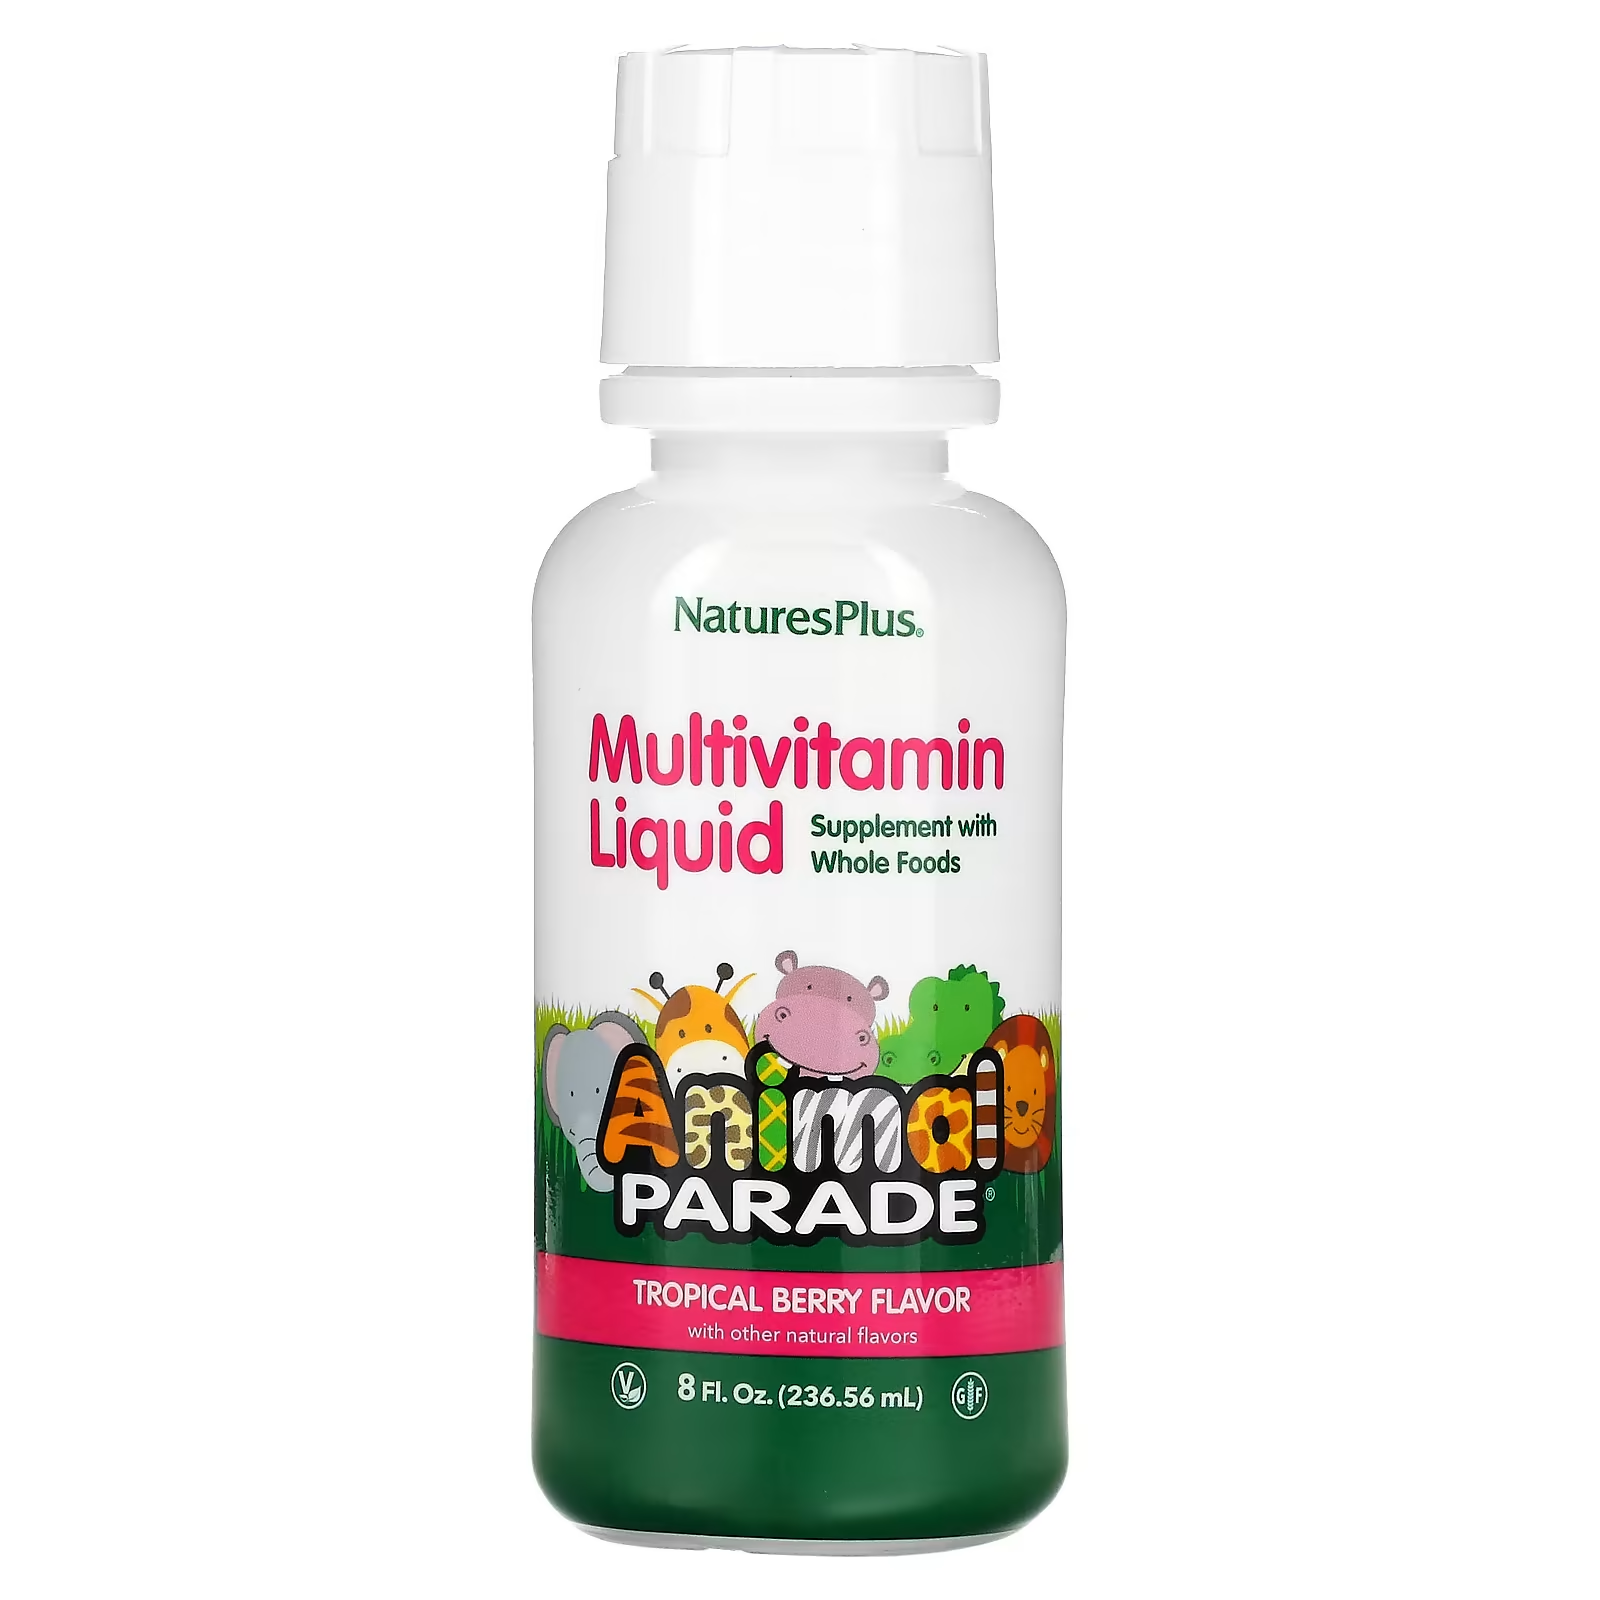 NaturesPlus®
Multivitamin
Liquid
Supplement with
Whole Foods
Animal
PARADE®
TROPICAL BERRY FLAVOR
with other natural flavors
V
8 Fl. Oz. (236.56 mL)
G F